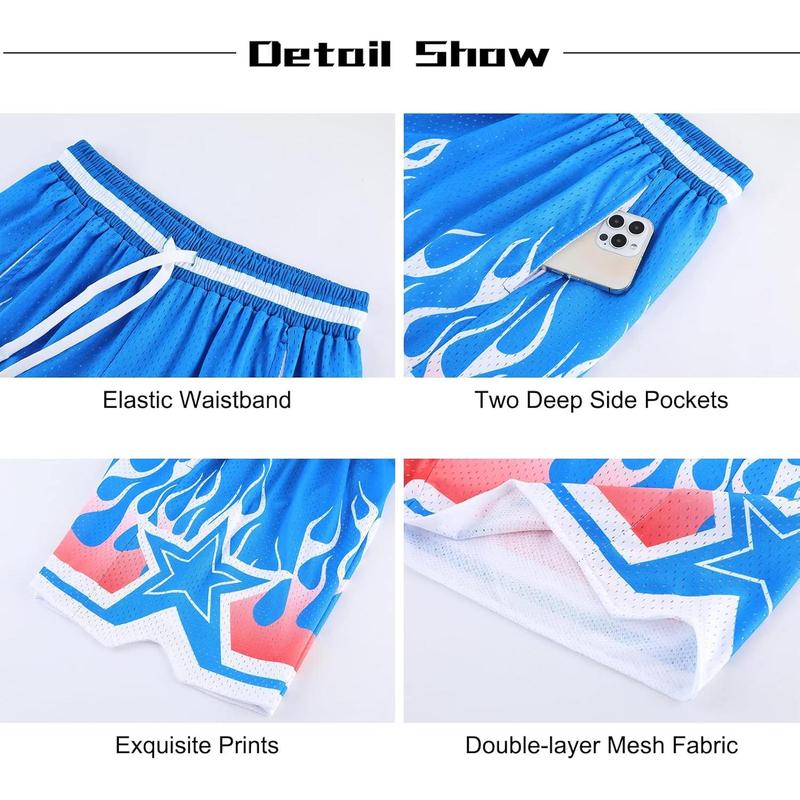 Detail Show
Elastic Waistband
Two Deep Side Pockets
Exquisite Prints
Double-layer Mesh Fabric